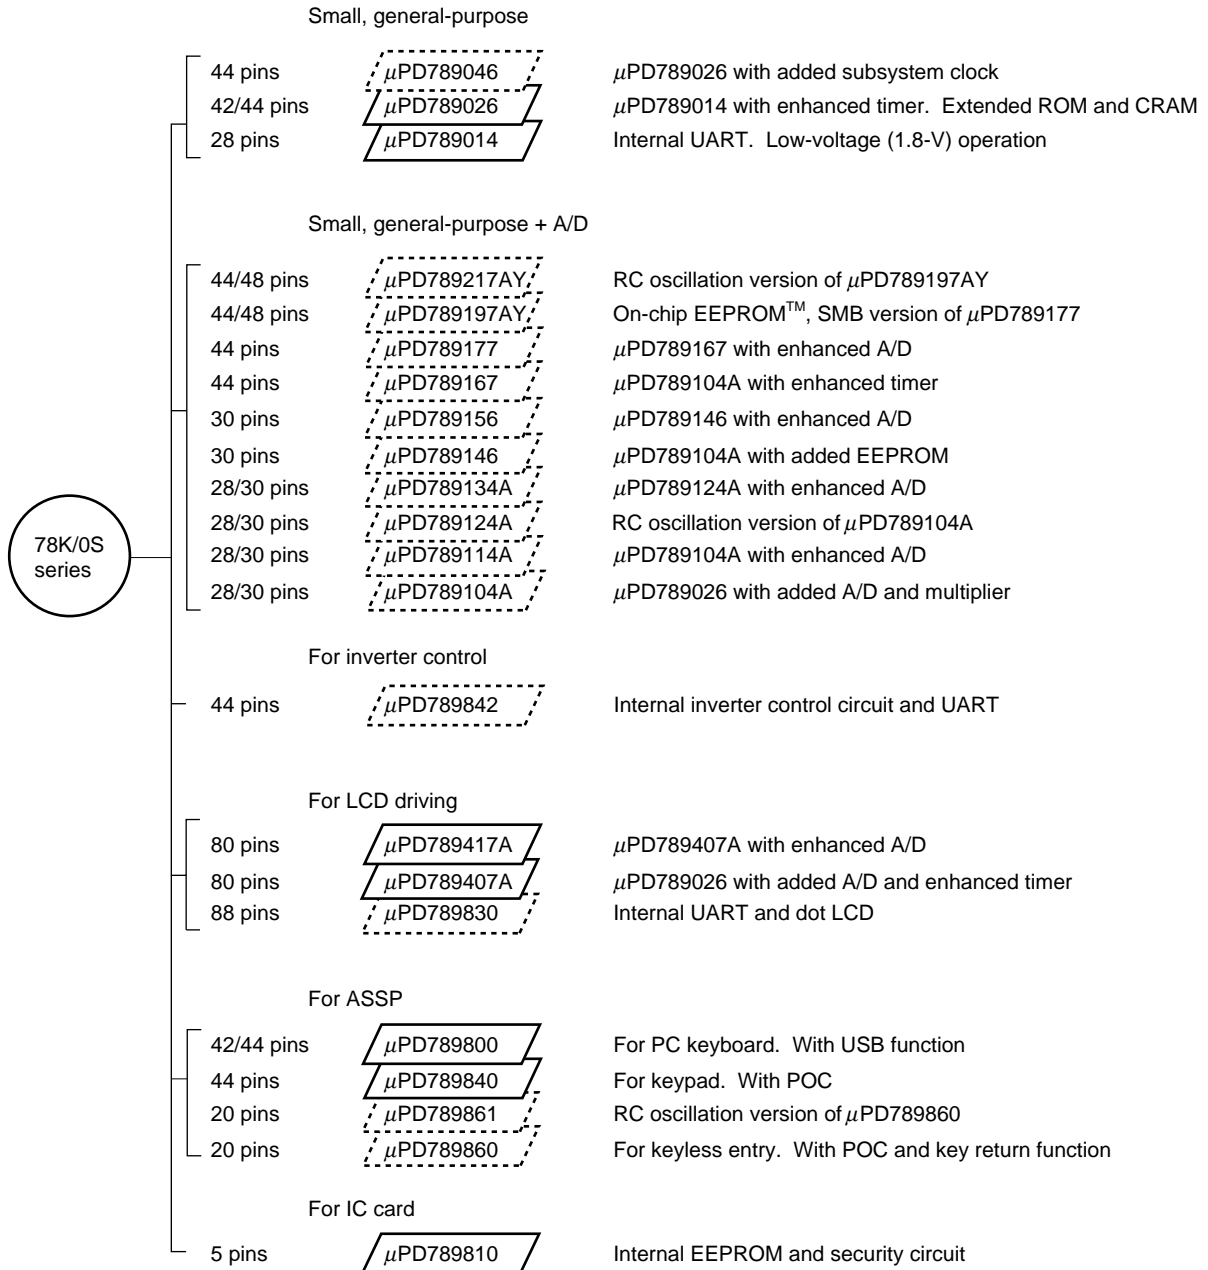 Small, general-purpose
44 pins μPD789046 μPD789026 with added subsystem clock
42/44 pins μPD789026 μPD789014 with enhanced timer. Extended ROM and CRAM
28 pins μPD789014 Internal UART. Low-voltage (1.8-V) operation
Small, general-purpose + A/D
44/48 pins μPD789217AY RC oscillation version of μPD789197AY
44/48 pins μPD789197AY On-chip EEPROM™, SMB version of μPD789177
44 pins μPD789177 μPD789167 with enhanced A/D
44 pins μPD789167 μPD789104A with enhanced timer
30 pins μPD789156 μPD789146 with enhanced A/D
30 pins μPD789146 μPD789104A with added EEPROM
28/30 pins μPD789134A μPD789124A with enhanced A/D
28/30 pins μPD789124A RC oscillation version of μPD789104A
28/30 pins μPD789114A μPD789104A with enhanced A/D
28/30 pins μPD789104A μPD789026 with added A/D and multiplier
78K/0S
series
For inverter control
44 pins μPD789842 Internal inverter control circuit and UART
For LCD driving
80 pins μPD789417A μPD789407A with enhanced A/D
80 pins μPD789407A μPD789026 with added A/D and enhanced timer
88 pins μPD789830 Internal UART and dot LCD
For ASSP
42/44 pins μPD789800 For PC keyboard. With USB function
44 pins μPD789840 For keypad. With POC
20 pins μPD789861 RC oscillation version of μPD789860
20 pins μPD789860 For keyless entry. With POC and key return function
For IC card
5 pins μPD789810 Internal EEPROM and security circuit